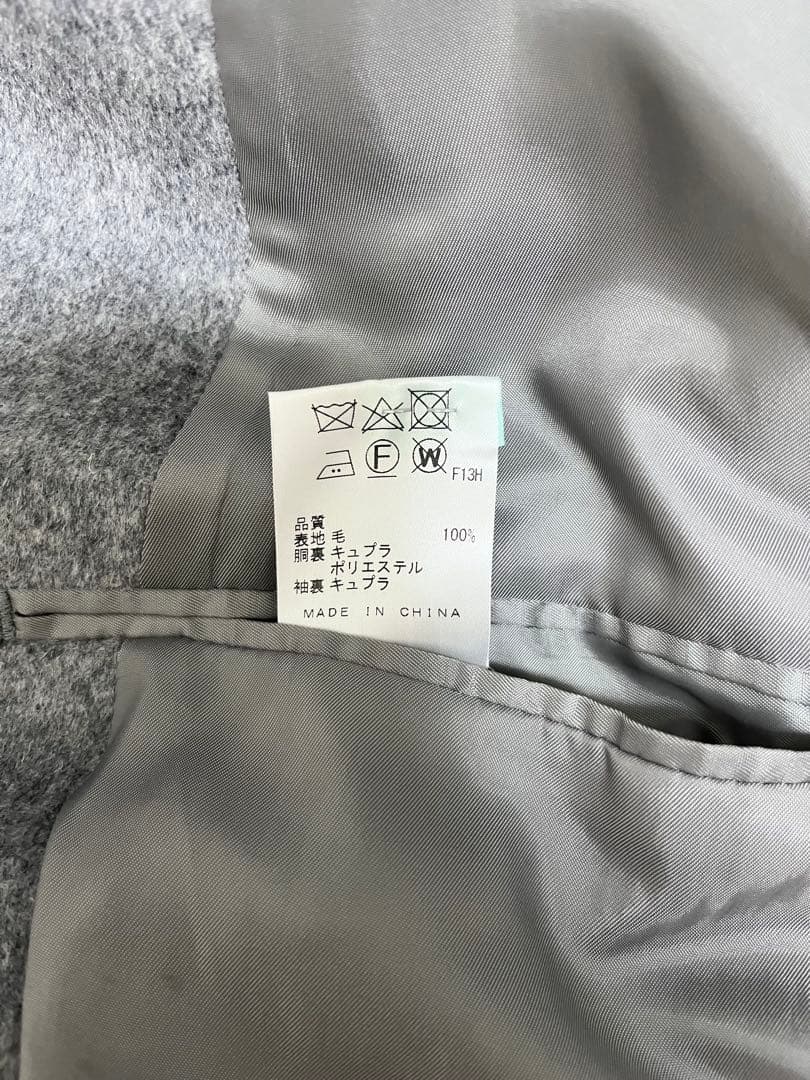 F W F13H
品質
表地 毛 100%
胴裏 キュプラ
ポリエステル
袖裏 キュプラ
MADE IN CHINA